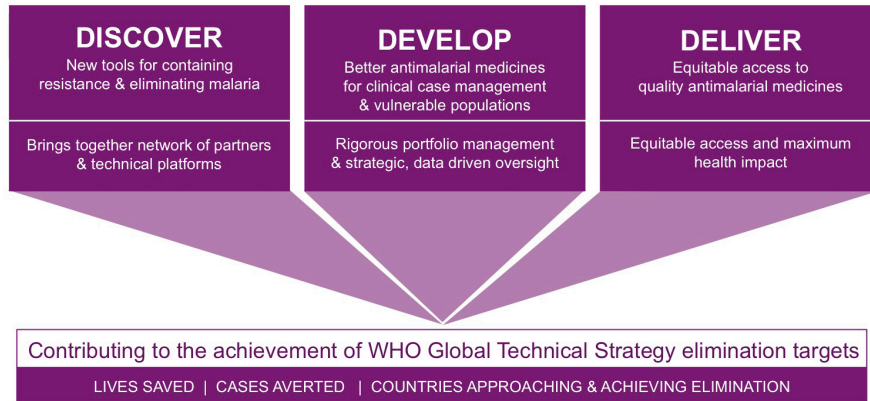 DISCOVER
New tools for containing
resistance & eliminating malaria
Brings together network of partners
& technical platforms
DEVELOP
Better antimalarial medicines
for clinical case management
& vulnerable populations
Rigorous portfolio management
& strategic, data driven oversight
DELIVER
Equitable access to
quality antimalarial medicines
Equitable access and maximum
health impact
Contributing to the achievement of WHO Global Technical Strategy elimination targets
LIVES SAVED | CASES AVERTED | COUNTRIES APPROACHING & ACHIEVING ELIMINATION